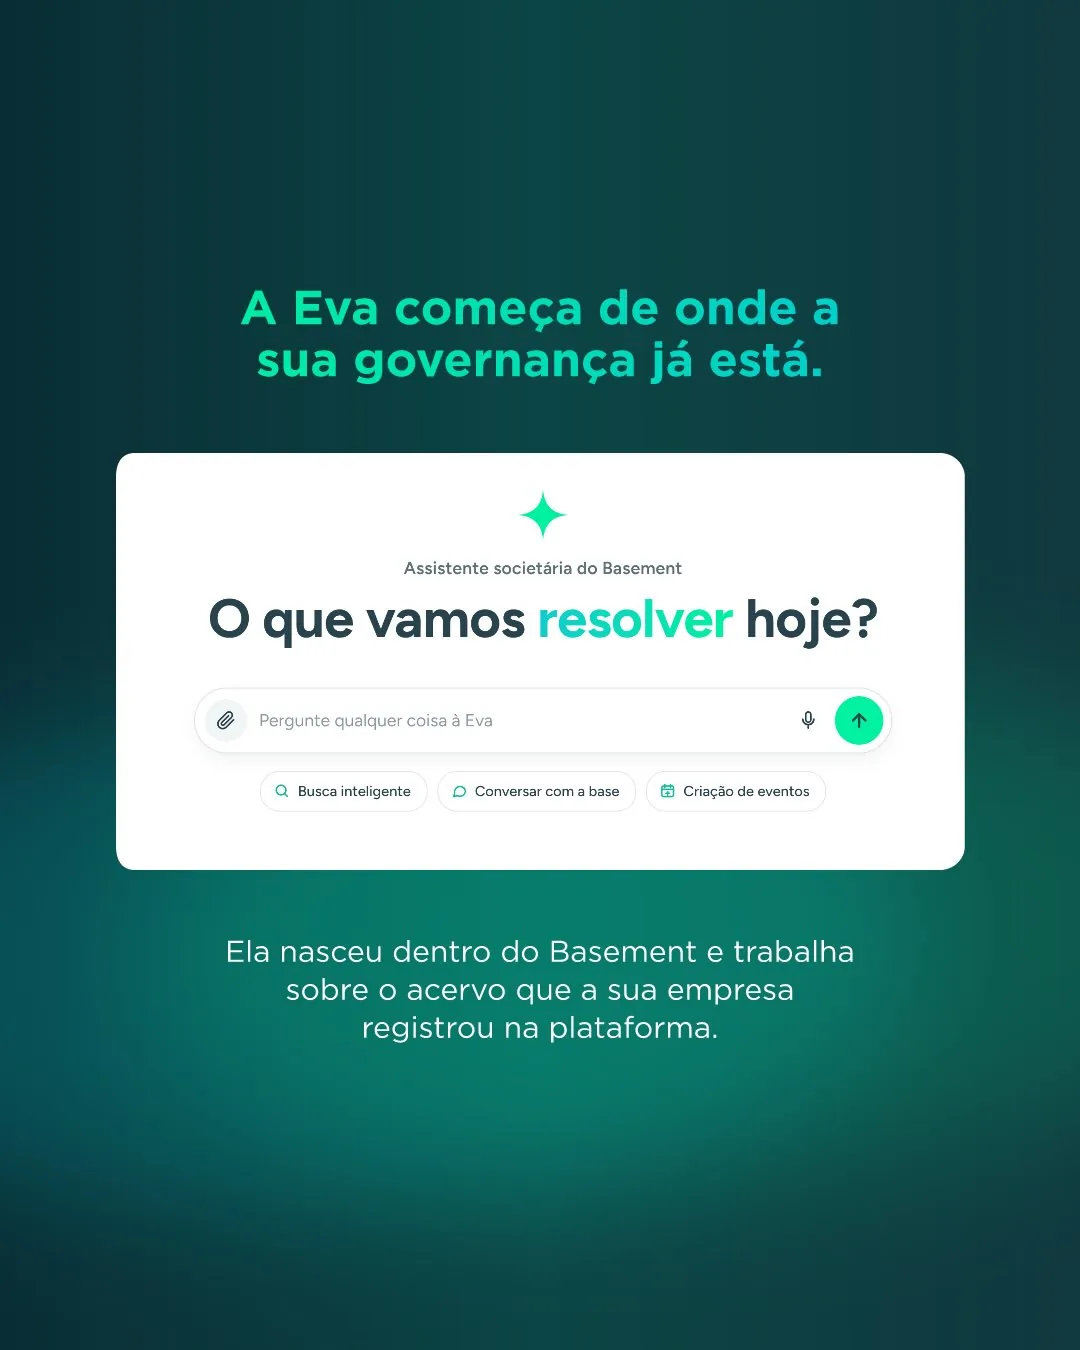 A Eva começa de onde a
sua governança já está.
Assistente societária do Basement
O que vamos resolver hoje?
Pergunte qualquer coisa à Eva
Busca inteligente
Conversar com a base
Criação de eventos
Ela nasceu dentro do Basement e trabalha
sobre o acervo que a sua empresa
registrou na plataforma.